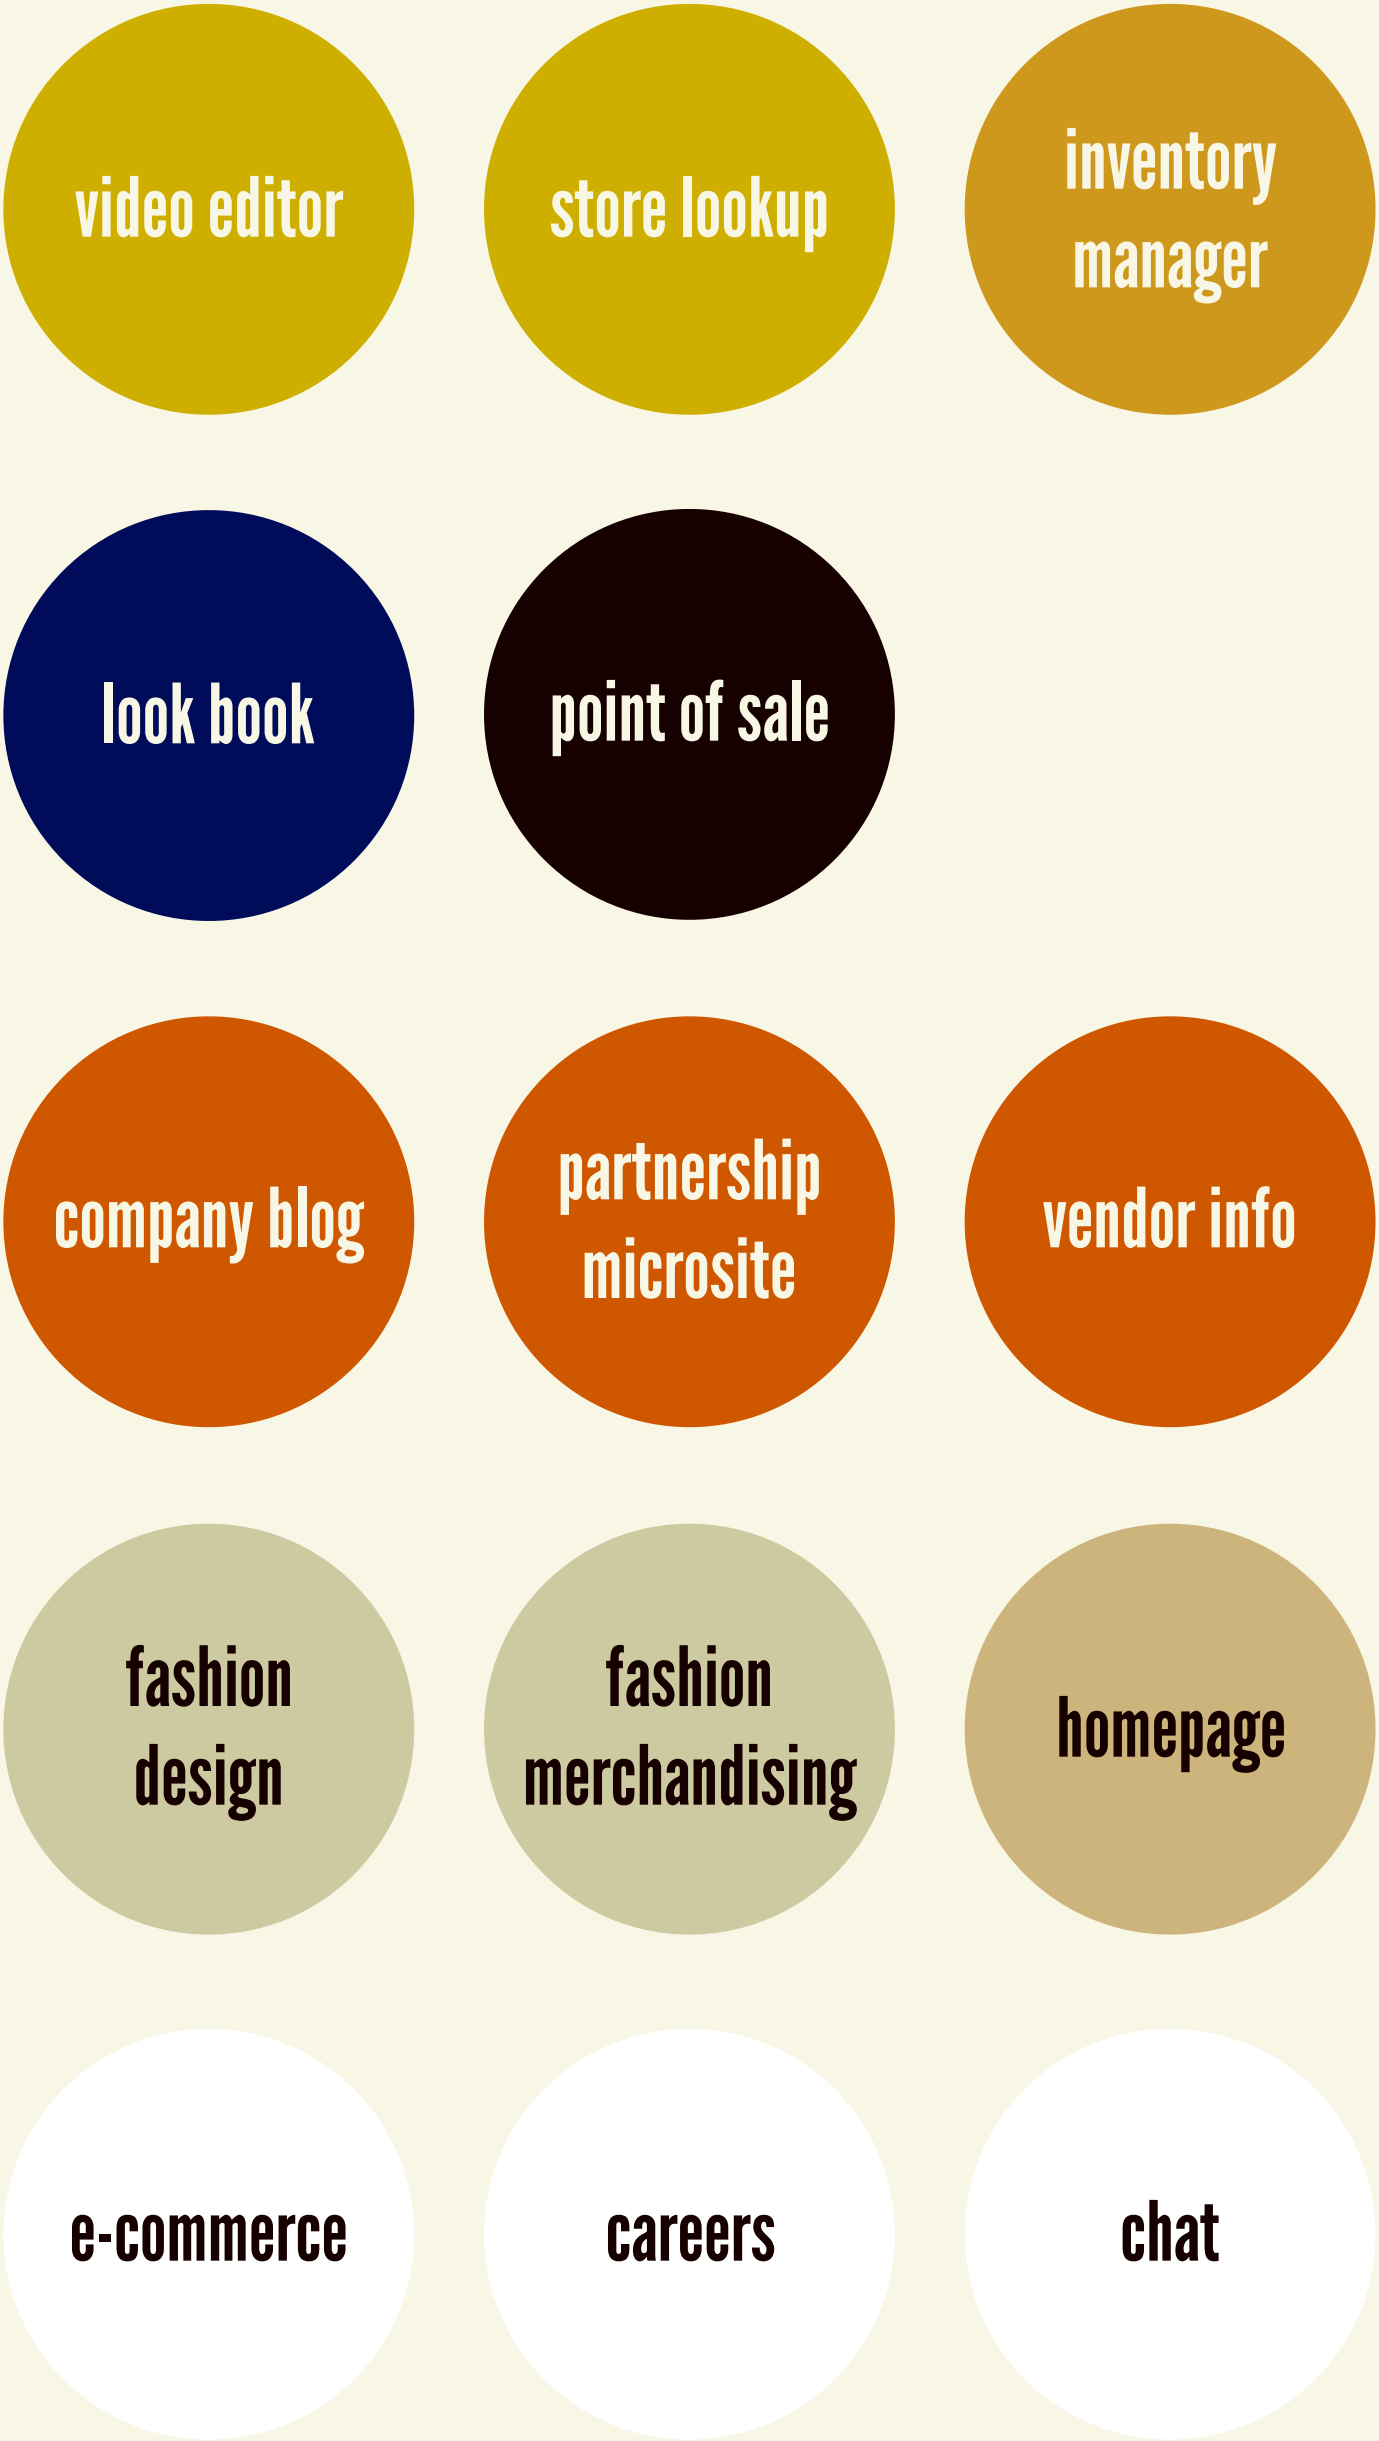 video editor
store lookup
inventory
manager
look book
point of sale
company blog
partnership
microsite
vendor info
fashion
design
fashion
merchandising
homepage
e-commerce
careers
chat